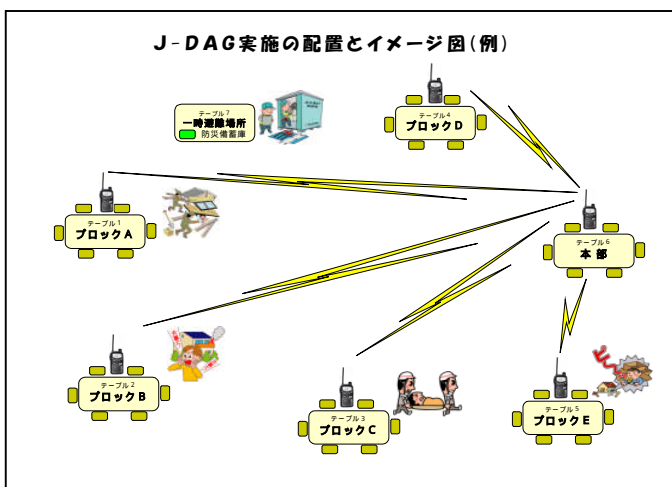 J-DAG実施の配置とイメージ図(例)
テーブル7
一時避難場所
防災備蓄庫
テーブル4
ブロックD
テーブル1
ブロックA
テーブル6
本部
テーブル2
ブロックB
テーブル3
ブロックC
テーブル5
ブロックE